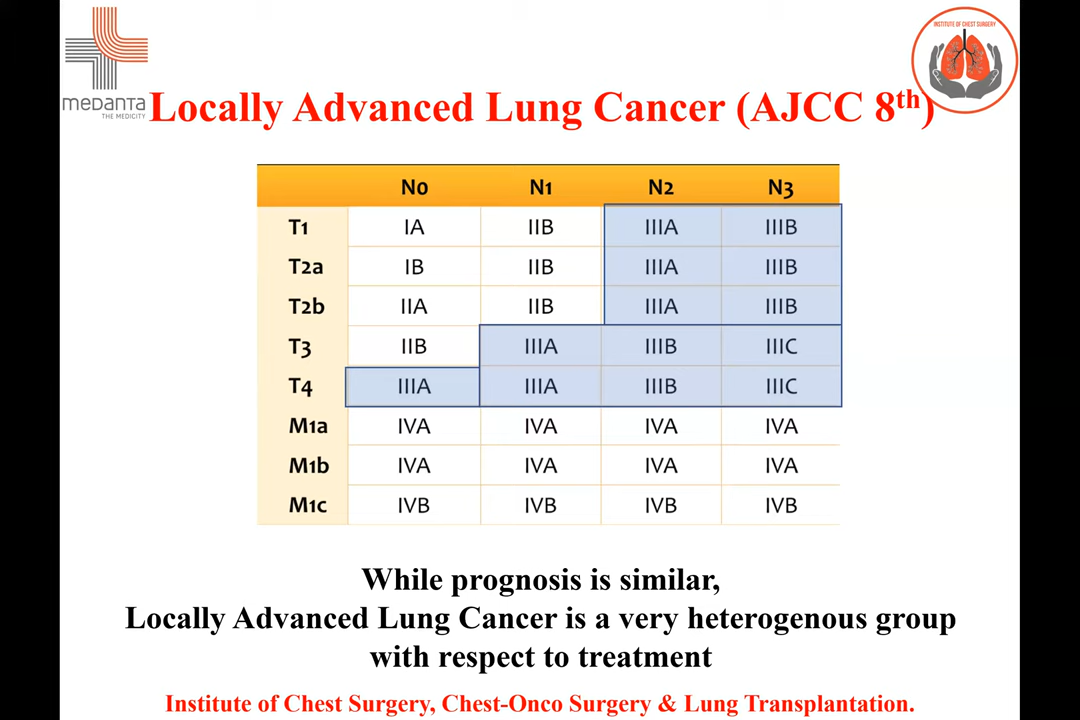 INSTITUTE OF CHEST SURGERY
medanta
THE MEDICITY
Locally Advanced Lung Cancer (AJCC 8th)
N0 N1 N2 N3
T1 IA IIB IIIA IIIB
T2a IB IIB IIIA IIIB
T2b IIA IIB IIIA IIIB
T3 IIB IIIA IIIB IIIC
T4 IIIA IIIA IIIB IIIC
M1a IVA IVA IVA IVA
M1b IVA IVA IVA IVA
M1c IVB IVB IVB IVB
While prognosis is similar,
Locally Advanced Lung Cancer is a very heterogenous group
with respect to treatment
Institute of Chest Surgery, Chest-Onco Surgery & Lung Transplantation.